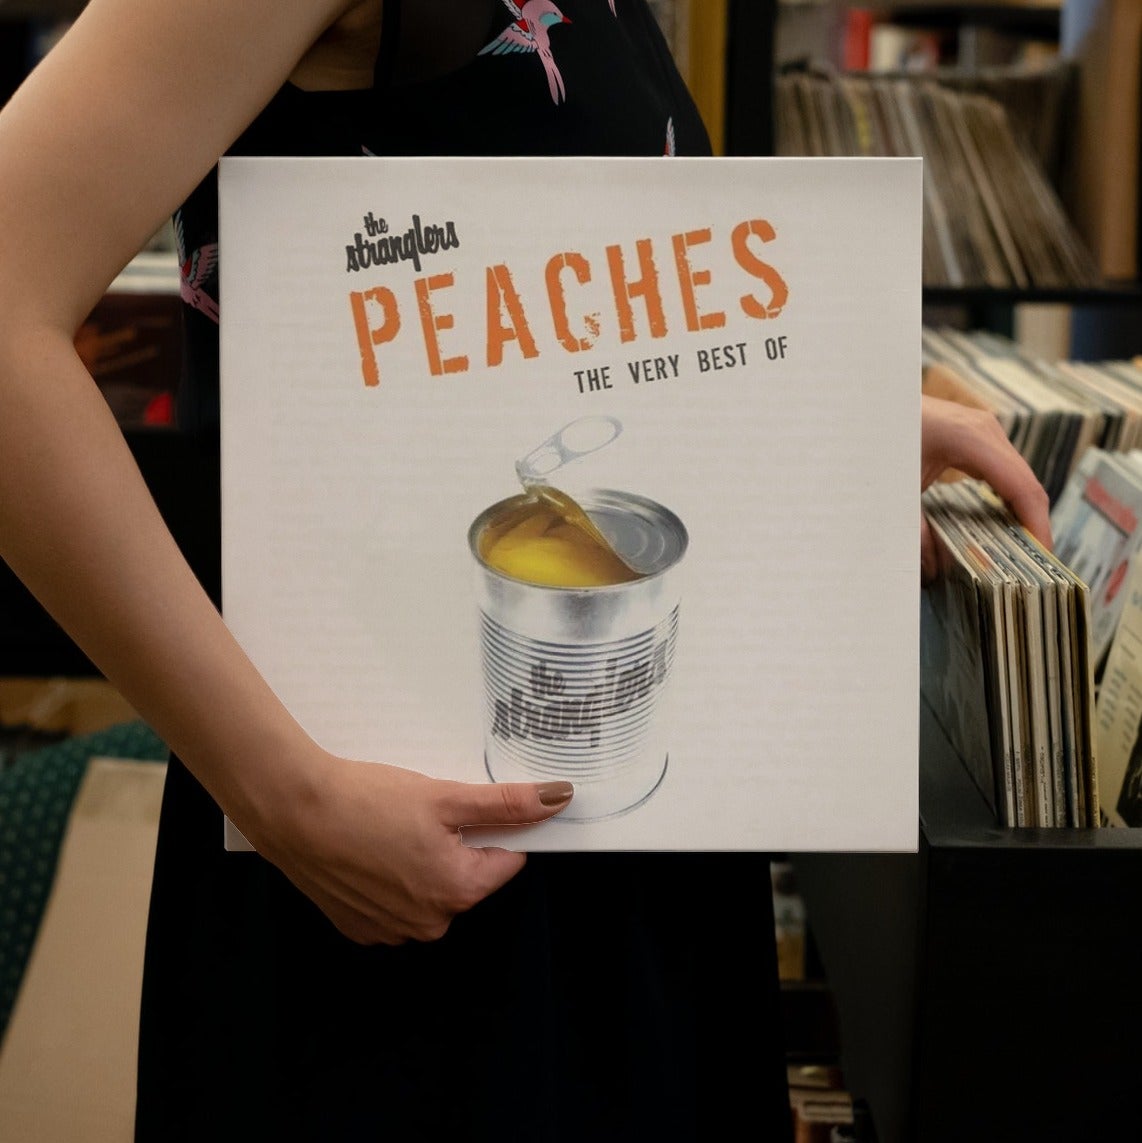 the
stranglers
PEACHES
THE VERY BEST OF
the
stranglers